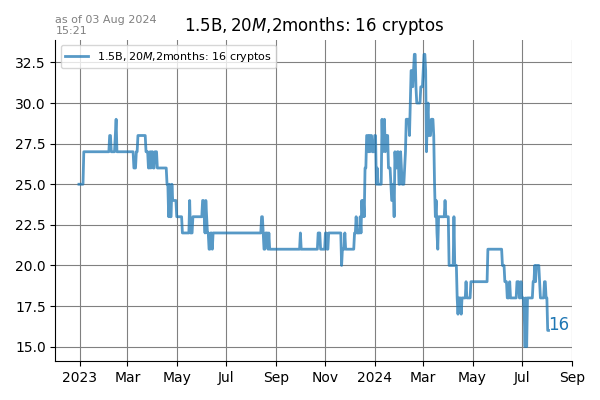 as of 03 Aug 2024
15:21
1.5B, 20M,2months: 16 cryptos
1.5B, 20M,2months: 16 cryptos
32.5
30.0
27.5
25.0
22.5
20.0
17.5
15.0
16
2023 Mar May Jul Sep Nov 2024 Mar May Jul Sep